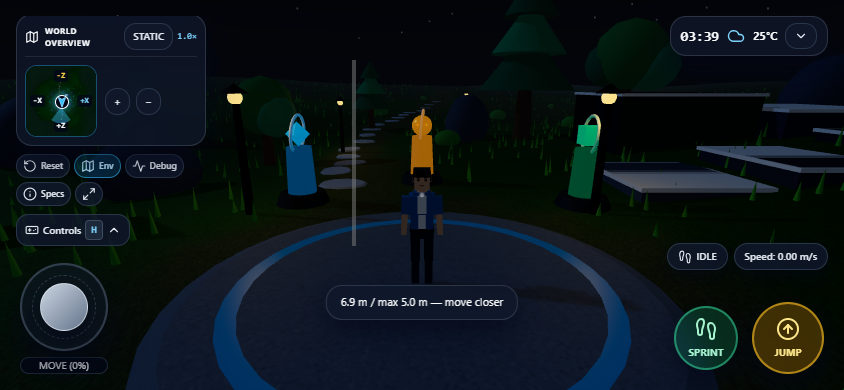 WORLD
OVERVIEW
STATIC
1.0×
-Z
-X
+X
+Z
+
−
03:39
25°C
Reset
Env
Debug
Specs
Controls
H
IDLE
Speed: 0.00 m/s
6.9 m / max 5.0 m — move closer
SPRINT
JUMP
MOVE (0%)